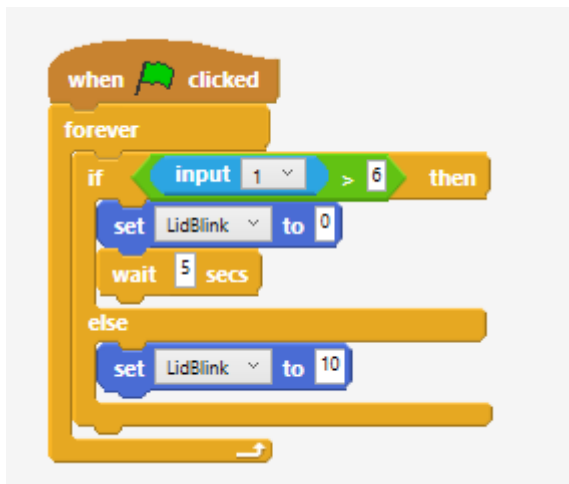 when clicked
forever
if input 1 > 6 then
set LidBlink to 0
wait 5 secs
else
set LidBlink to 10